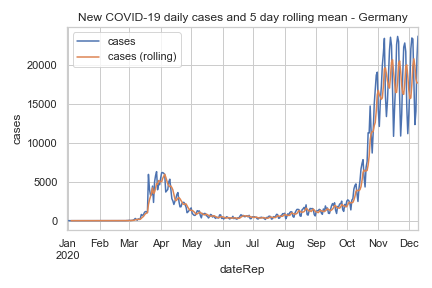 New COVID-19 daily cases and 5 day rolling mean - Germany
cases
cases (rolling)
20000
15000
10000
5000
0
cases
Jan Feb Mar Apr May Jun Jul Aug Sep Oct Nov Dec
2020
dateRep